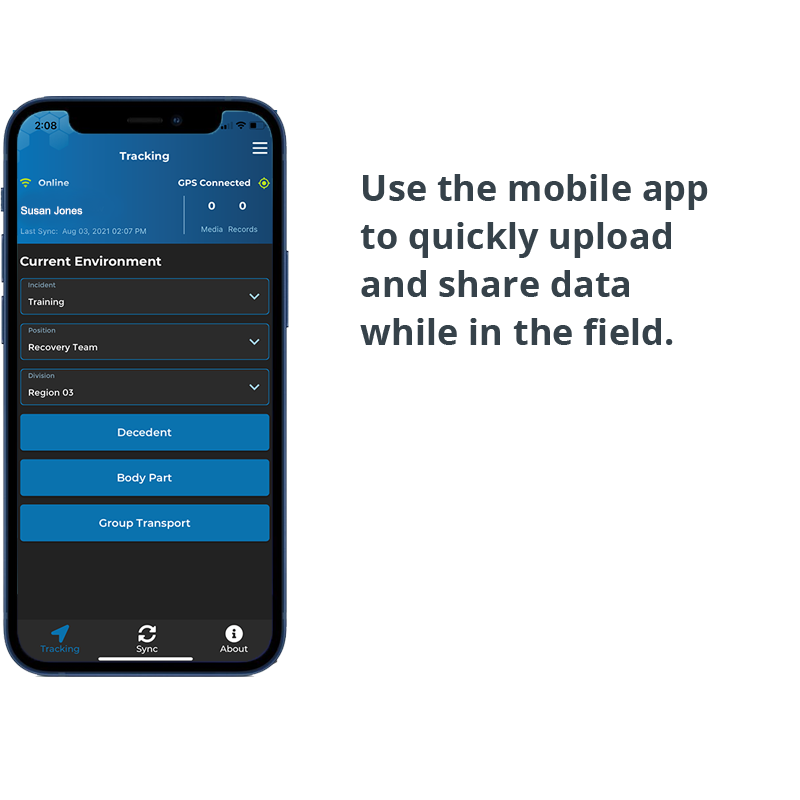 2:08
Tracking
Online
GPS Connected
Susan Jones
0 0
Last Sync: Aug 03, 2021 02:07 PM
Media Records
Current Environment
Incident
Training
Position
Recovery Team
Division
Region 03
Decedent
Body Part
Group Transport
Tracking
Sync
About
Use the mobile app
to quickly upload
and share data
while in the field.